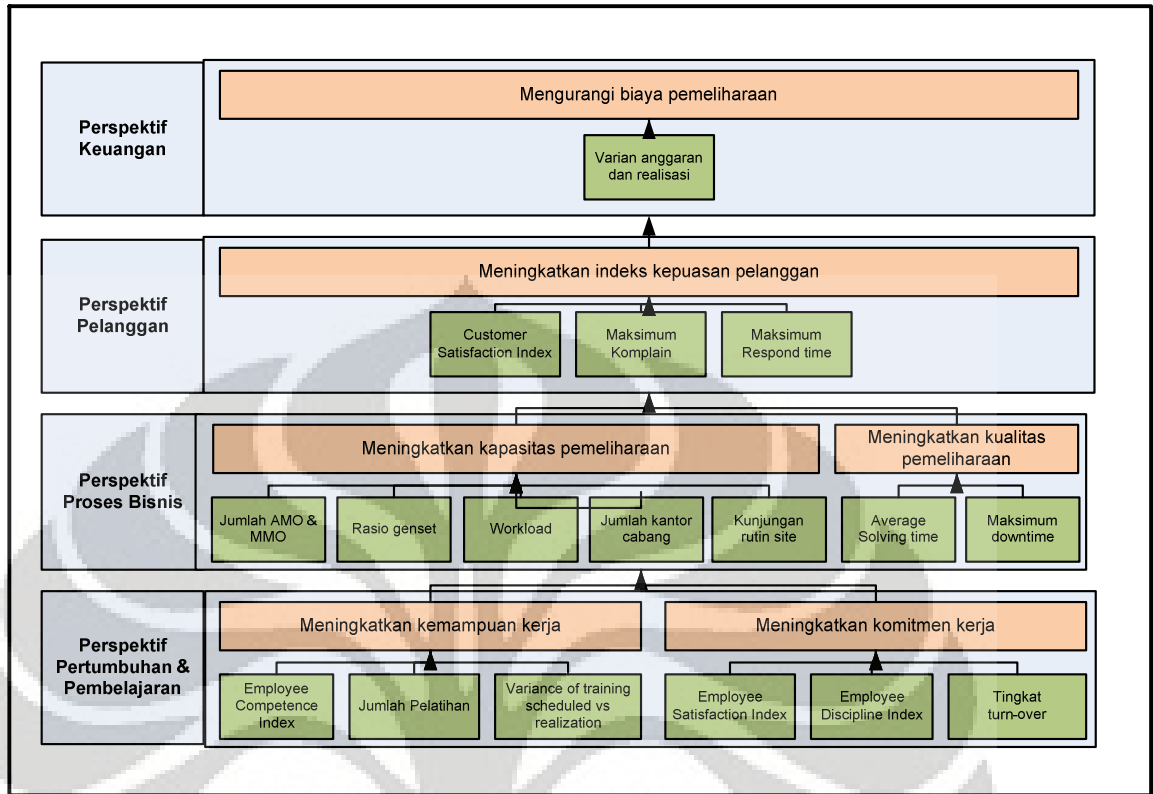 Perspektif
Keuangan
Mengurangi biaya pemeliharaan
Varian anggaran
dan realisasi
Perspektif
Pelanggan
Meningkatkan indeks kepuasan pelanggan
Customer
Satisfaction Index
Maksimum
Komplain
Maksimum
Respond time
Perspektif
Proses Bisnis
Meningkatkan kapasitas pemeliharaan
Meningkatkan kualitas
pemeliharaan
Jumlah AMO &
MMO
Rasio genset
Workload
Jumlah kantor
cabang
Kunjungan
rutin site
Average
Solving time
Maksimum
downtime
Perspektif
Pertumbuhan &
Pembelajaran
Meningkatkan kemampuan kerja
Meningkatkan komitmen kerja
Employee
Competence
Index
Jumlah Pelatihan
Variance of training
scheduled vs
realization
Employee
Satisfaction Index
Employee
Discipline Index
Tingkat
turn-over